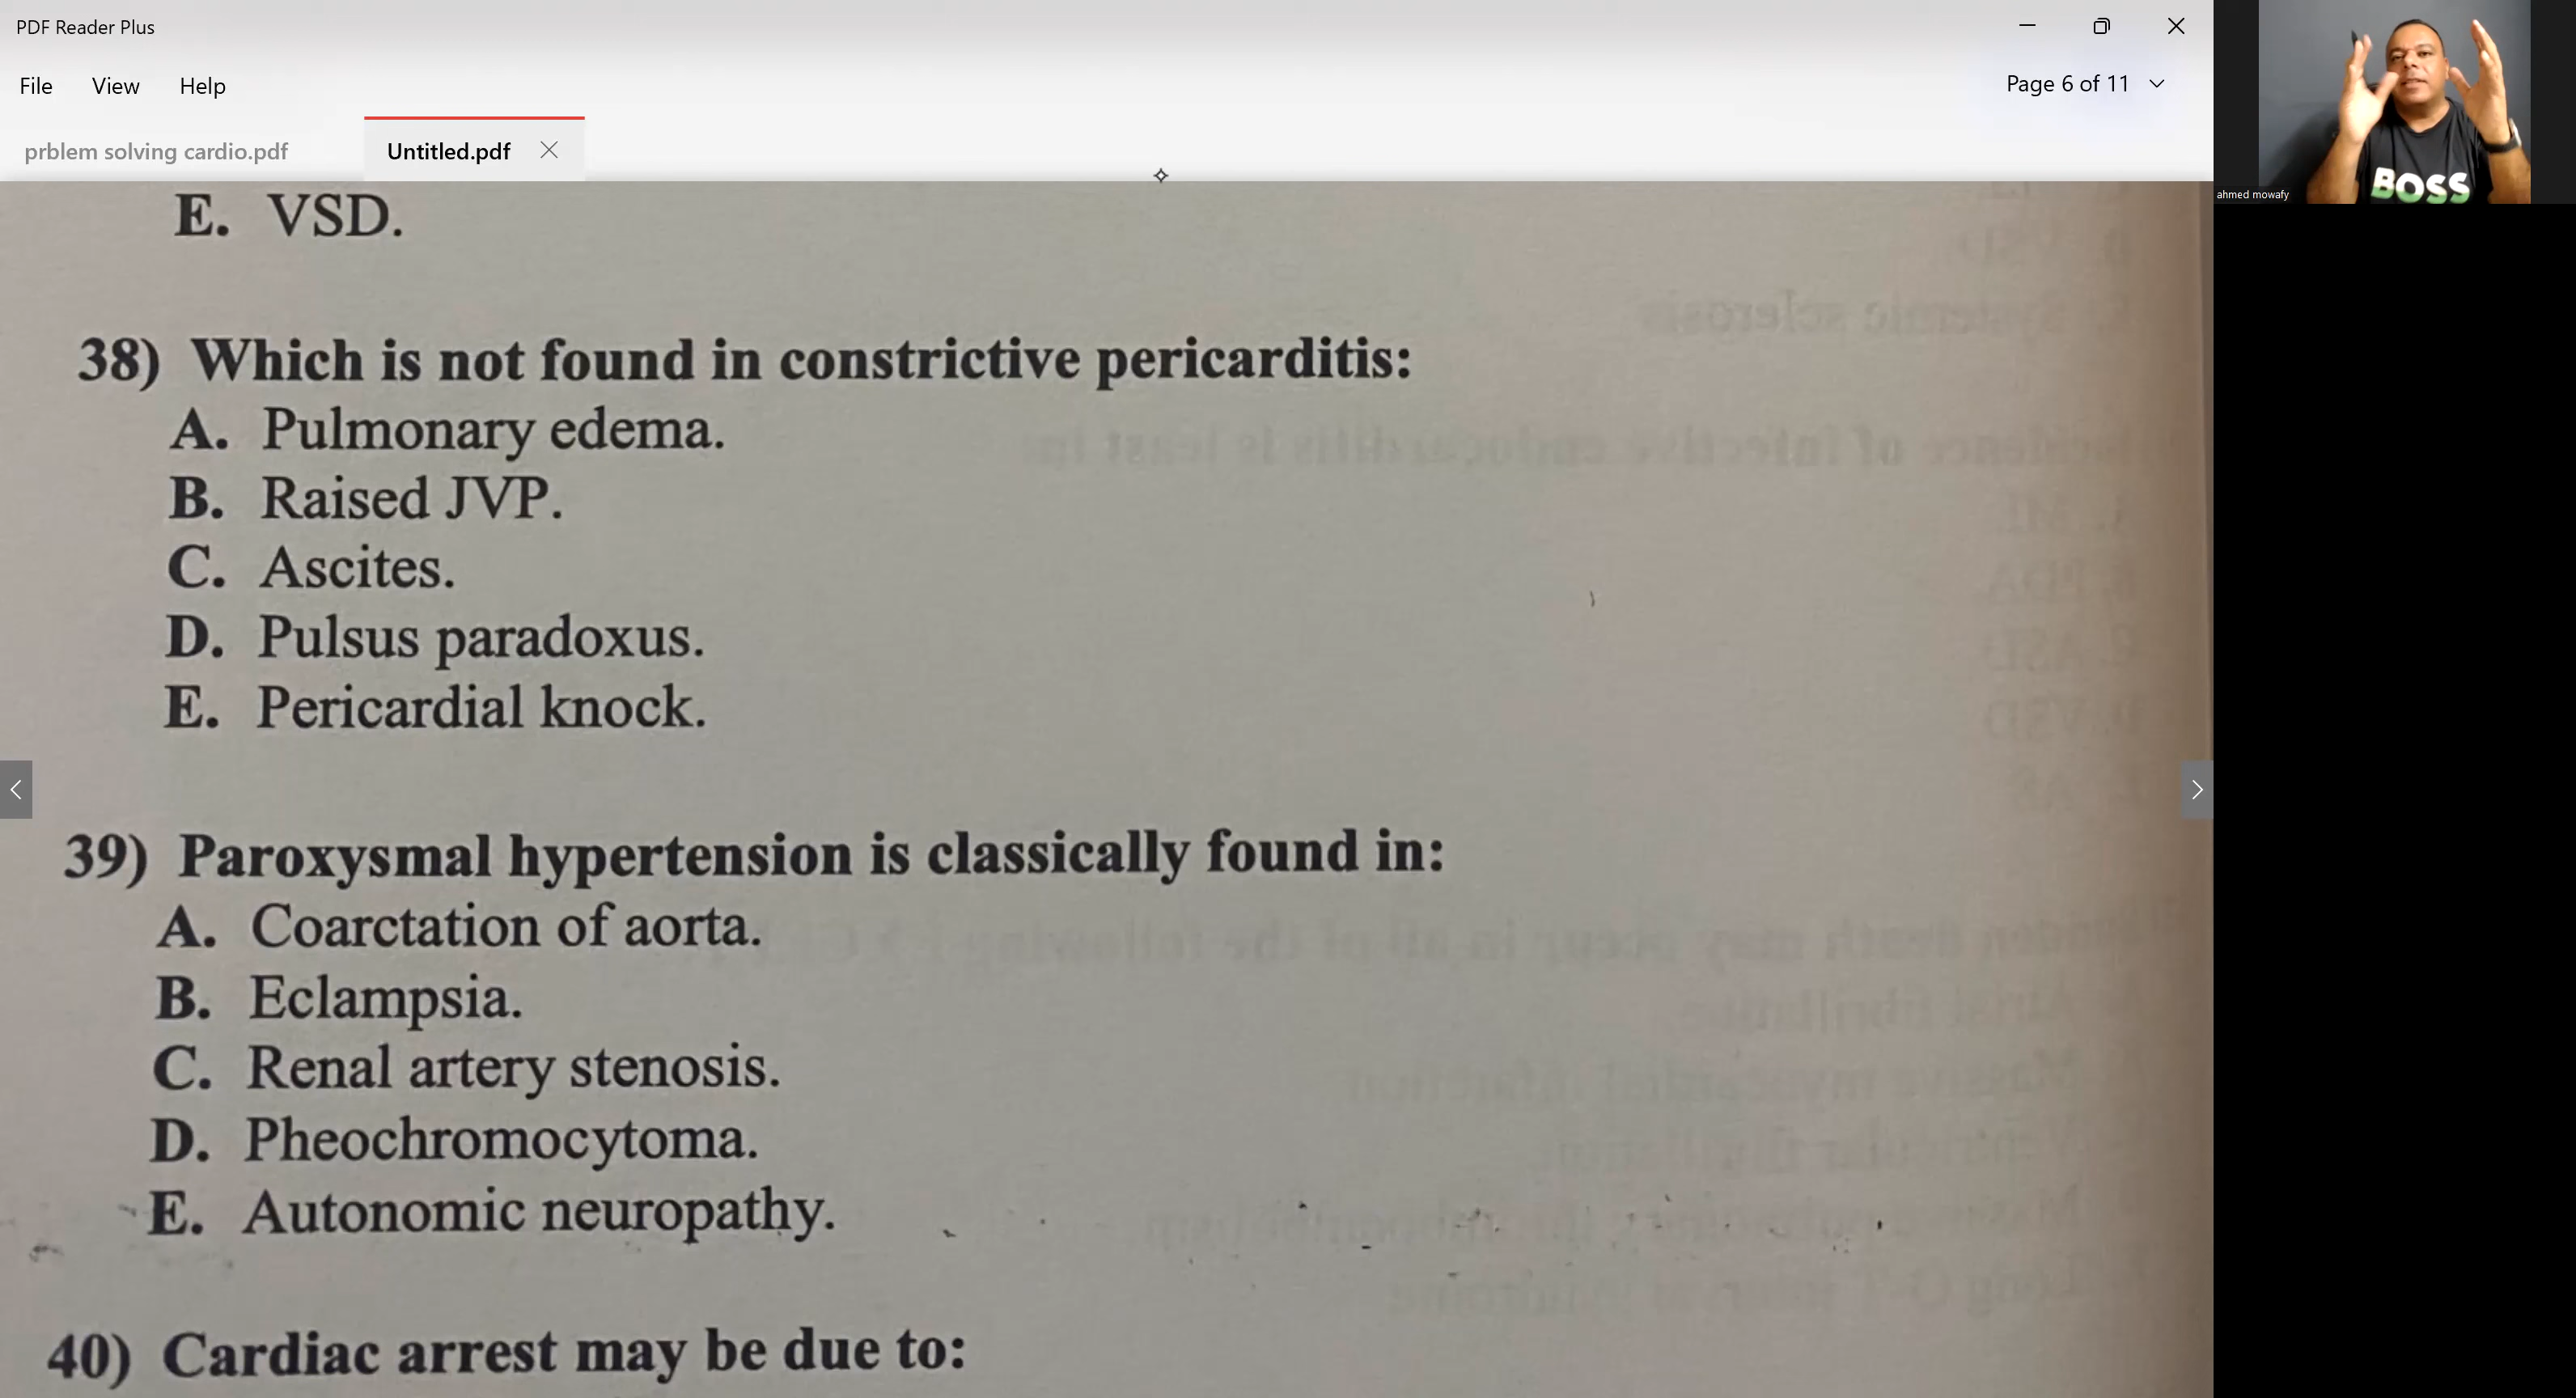 PDF Reader Plus
File View Help
Page 6 of 11
prblem solving cardio.pdf
Untitled.pdf
ahmed mowafy
BOSS
E. VSD.
38) Which is not found in constrictive pericarditis:
A. Pulmonary edema.
B. Raised JVP.
C. Ascites.
D. Pulsus paradoxus.
E. Pericardial knock.
39) Paroxysmal hypertension is classically found in:
A. Coarctation of aorta.
B. Eclampsia.
C. Renal artery stenosis.
D. Pheochromocytoma.
E. Autonomic neuropathy.
40) Cardiac arrest may be due to: